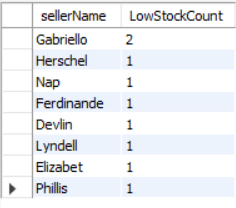 sellerName LowStockCount
Gabriello 2
Herschel 1
Nap 1
Ferdinande 1
Devlin 1
Lyndell 1
Elizabet 1
Phillis 1